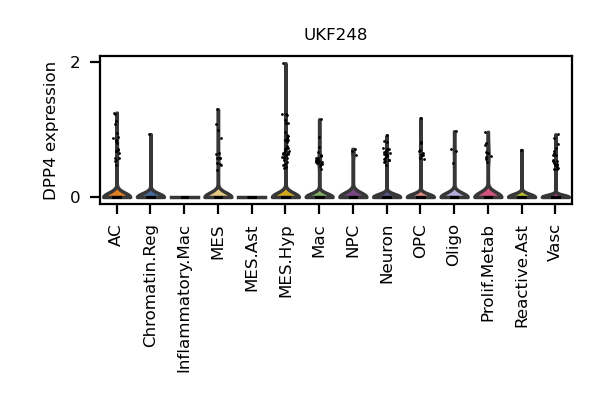 UKF248
DPP4 expression
2
0
AC
Chromatin.Reg
Inflammatory.Mac
MES
MES.Ast
MES.Hyp
Mac
NPC
Neuron
OPC
Oligo
Prolif.Metab
Reactive.Ast
Vasc